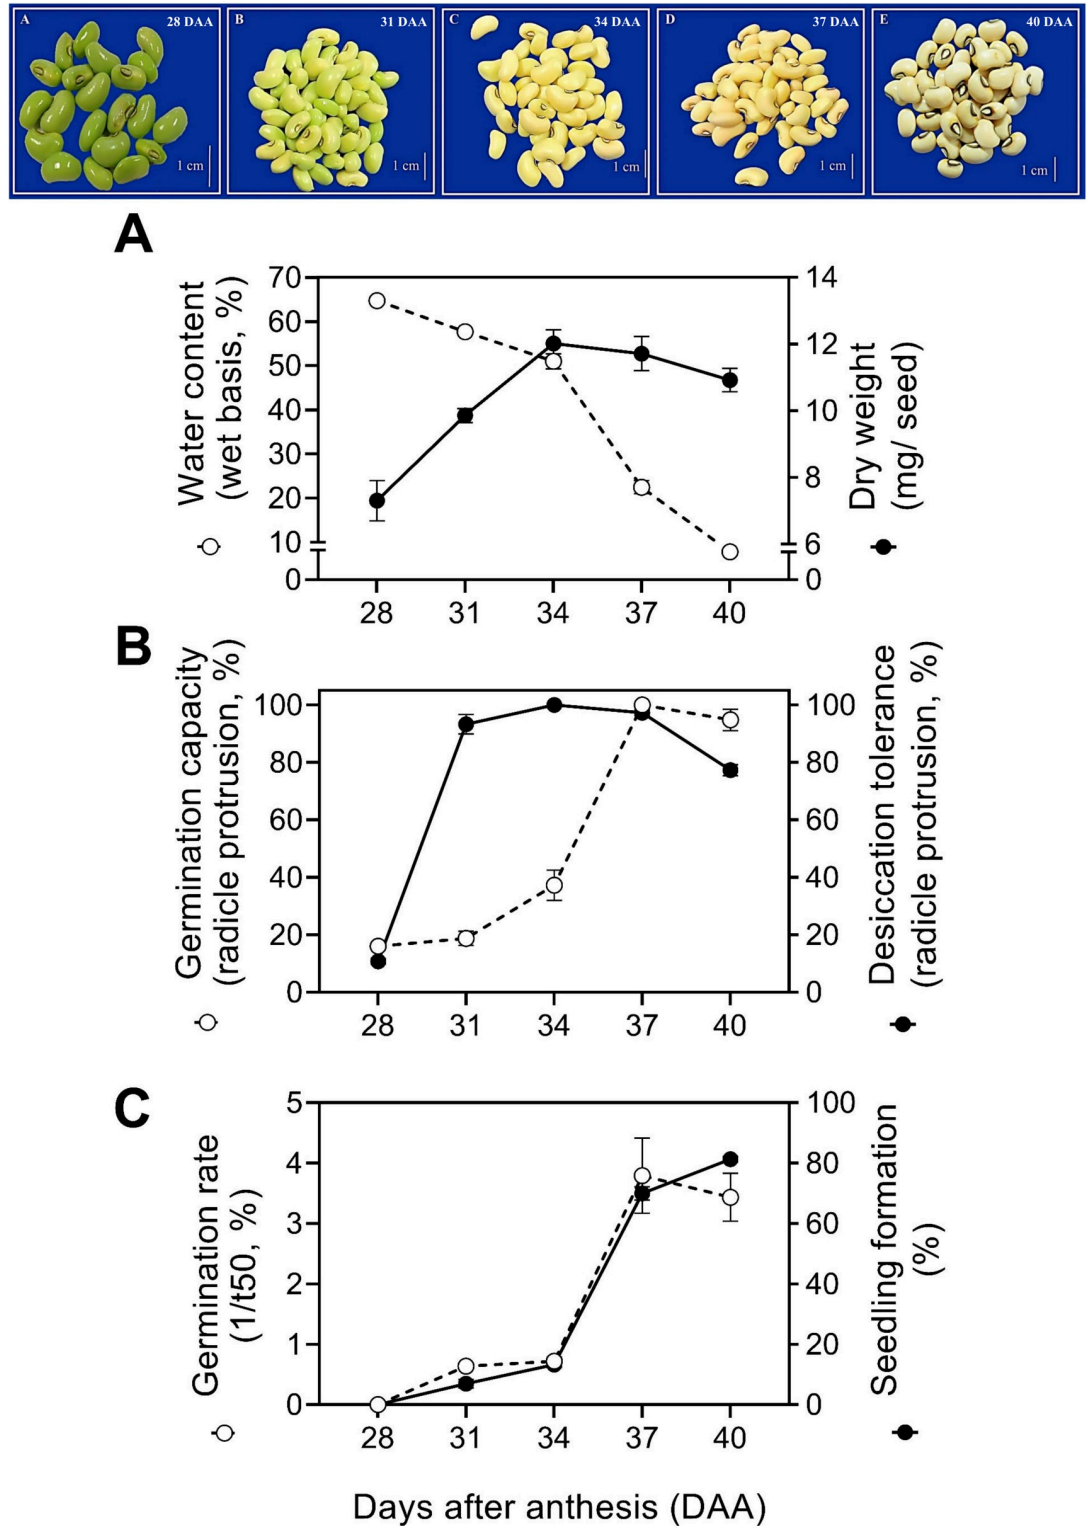 A 28 DAA B 31 DAA C 34 DAA D 37 DAA E 40 DAA
1 cm 1 cm 1 cm 1 cm 1 cm
A
Water content
(wet basis, %)
70
60
50
40
30
20
10
0
14
12
10
8
6
0
Dry weight
(mg/ seed)
28 31 34 37 40
B
Germination capacity
(radicle protrusion, %)
100
80
60
40
20
0
100
80
60
40
20
0
Desiccation tolerance
(radicle protrusion, %)
28 31 34 37 40
C
Germination rate
(1/t50, %)
5
4
3
2
1
0
100
80
60
40
20
0
Seedling formation
(%)
28 31 34 37 40
Days after anthesis (DAA)